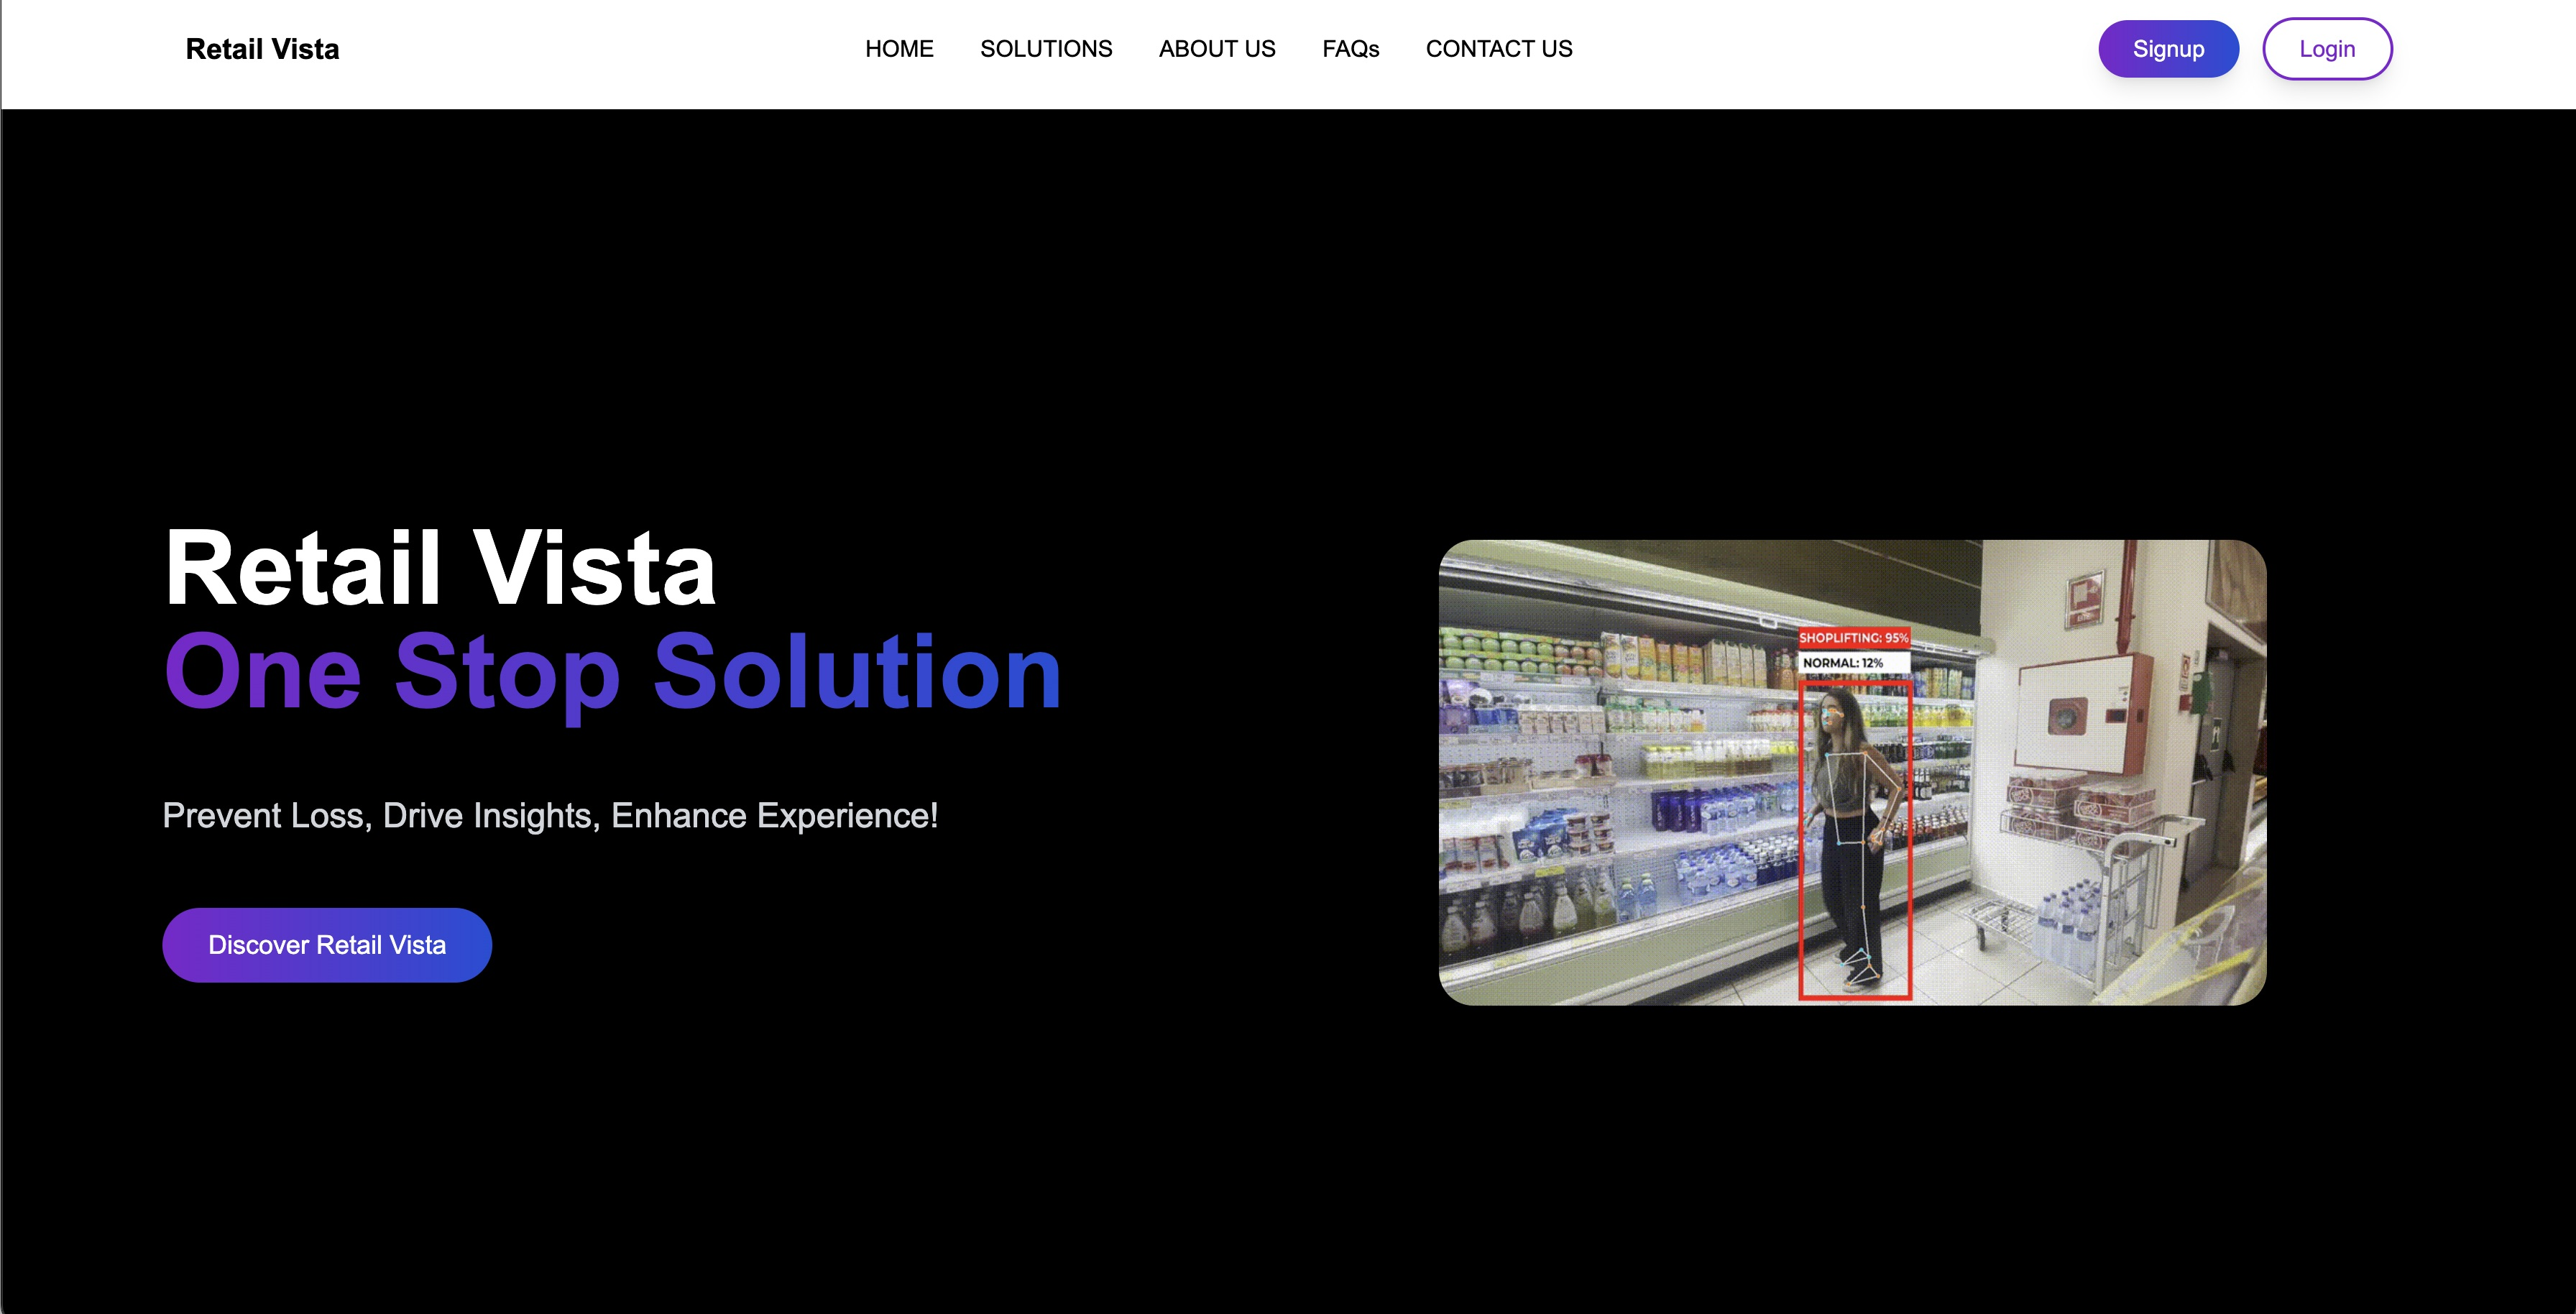 Retail Vista
HOME SOLUTIONS ABOUT US FAQs CONTACT US
Signup Login
Retail Vista
One Stop Solution
Prevent Loss, Drive Insights, Enhance Experience!
Discover Retail Vista
SHOPLIFTING: 95%
NORMAL: 12%